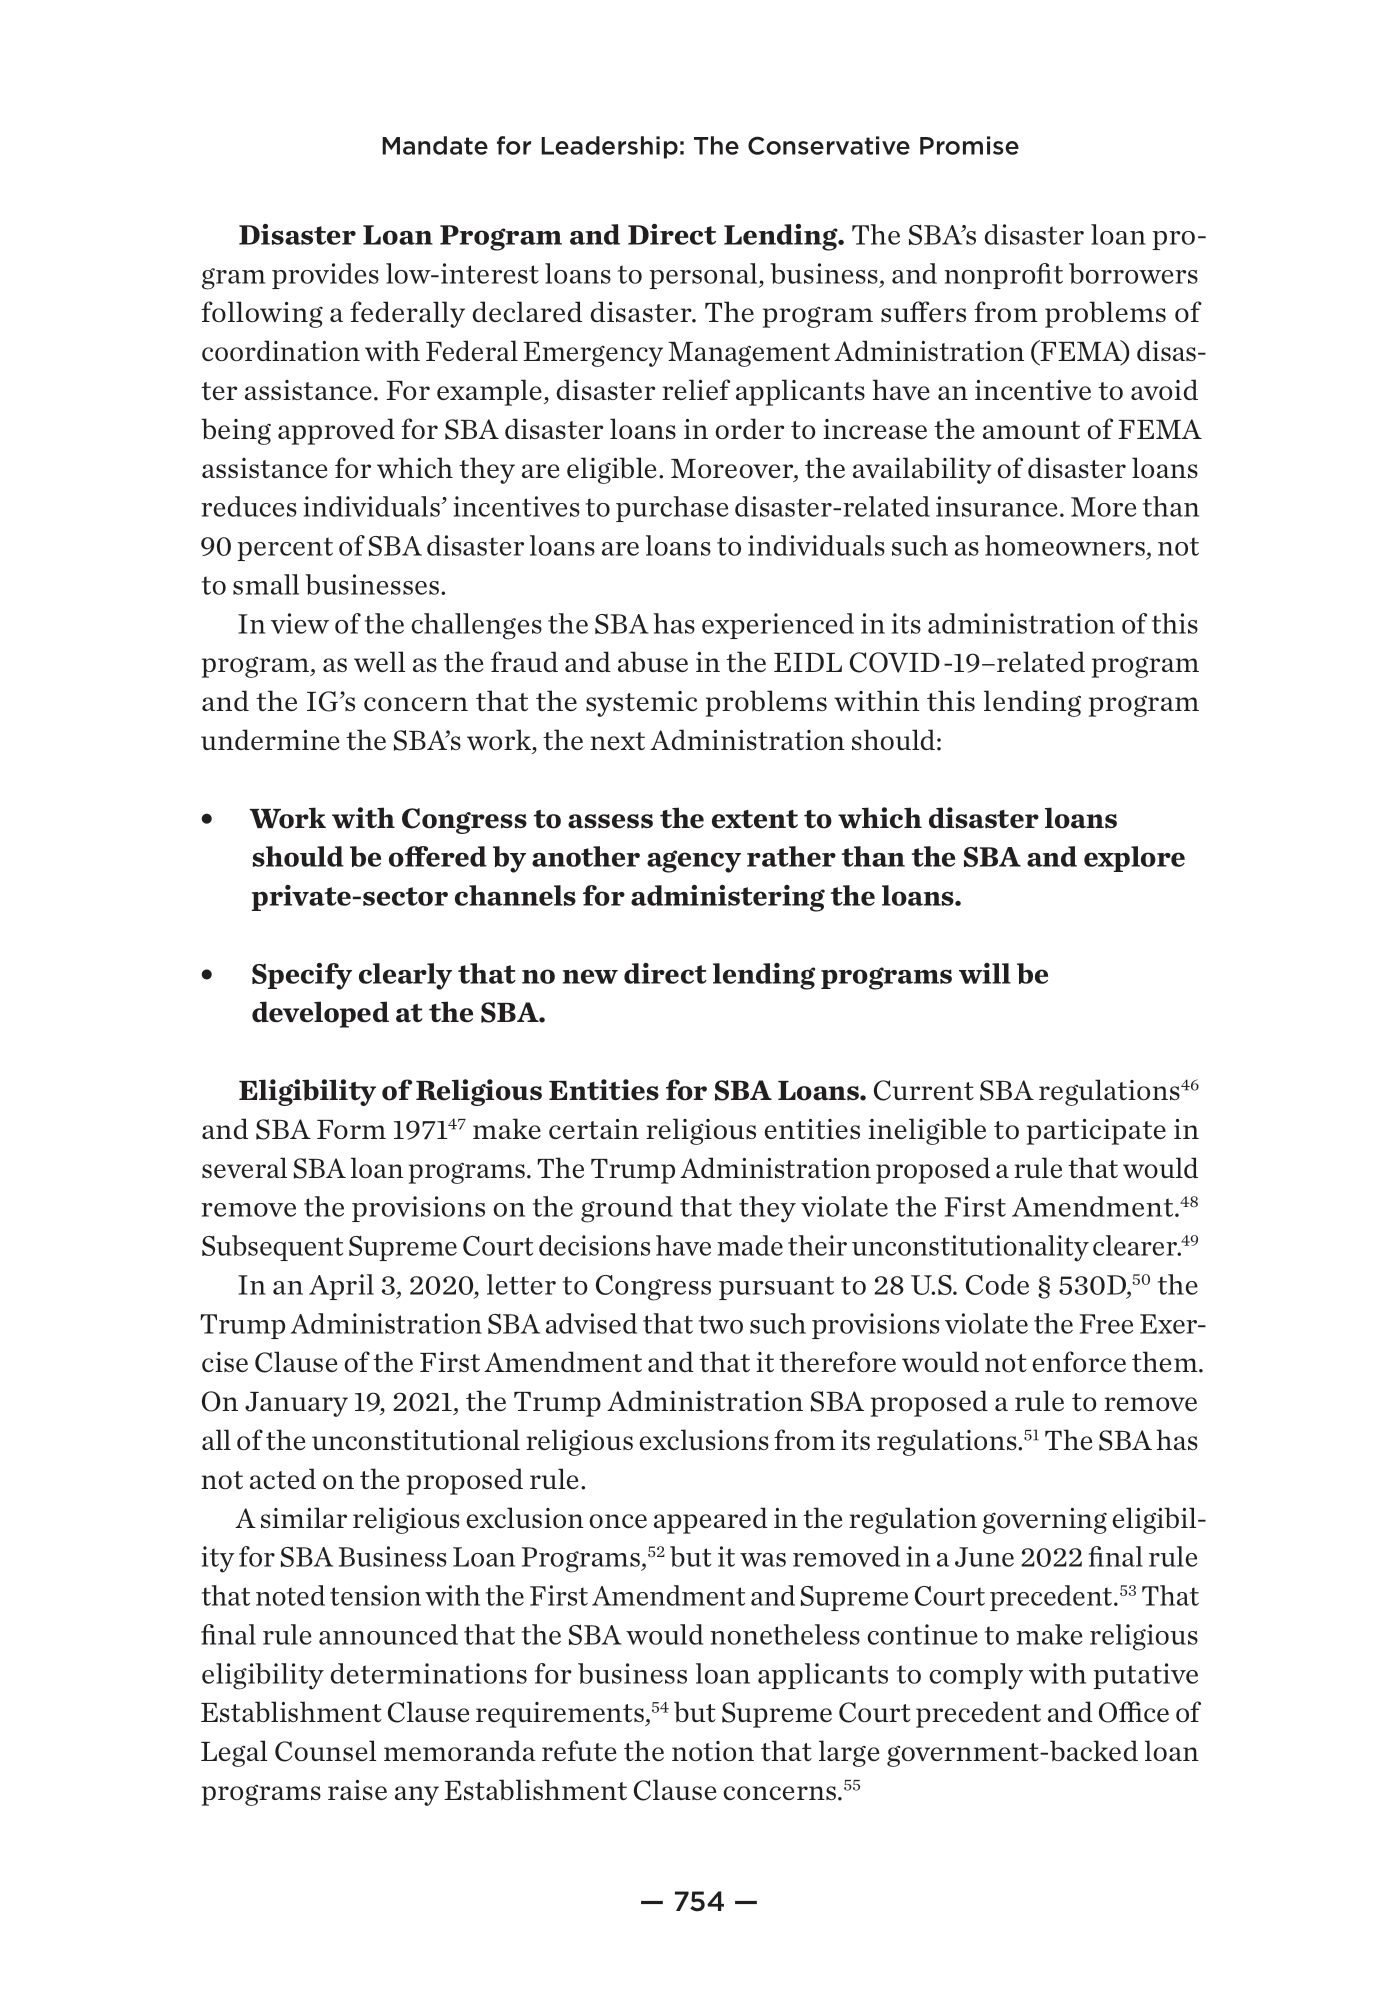 Mandate for Leadership: The Conservative Promise
Disaster Loan Program and Direct Lending. The SBA’s disaster loan pro-
gram provides low-interest loans to personal, business, and nonprofit borrowers
following a federally declared disaster. The program suffers from problems of
coordination with Federal Emergency Management Administration (FEMA) disas-
ter assistance. For example, disaster relief applicants have an incentive to avoid
being approved for SBA disaster loans in order to increase the amount of FEMA
assistance for which they are eligible. Moreover, the availability of disaster loans
reduces individuals’ incentives to purchase disaster-related insurance. More than
90 percent of SBA disaster loans are loans to individuals such as homeowners, not
to small businesses.
In view of the challenges the SBA has experienced in its administration of this
program, as well as the fraud and abuse in the EIDL COVID-19–related program
and the IG’s concern that the systemic problems within this lending program
undermine the SBA’s work, the next Administration should:
• Work with Congress to assess the extent to which disaster loans
should be offered by another agency rather than the SBA and explore
private-sector channels for administering the loans.
• Specify clearly that no new direct lending programs will be
developed at the SBA.
Eligibility of Religious Entities for SBA Loans. Current SBA regulations⁴⁶
and SBA Form 1971⁴⁷ make certain religious entities ineligible to participate in
several SBA loan programs. The Trump Administration proposed a rule that would
remove the provisions on the ground that they violate the First Amendment.⁴⁸
Subsequent Supreme Court decisions have made their unconstitutionality clearer.⁴⁹
In an April 3, 2020, letter to Congress pursuant to 28 U.S. Code § 530D,⁵⁰ the
Trump Administration SBA advised that two such provisions violate the Free Exer-
cise Clause of the First Amendment and that it therefore would not enforce them.
On January 19, 2021, the Trump Administration SBA proposed a rule to remove
all of the unconstitutional religious exclusions from its regulations.⁵¹ The SBA has
not acted on the proposed rule.
A similar religious exclusion once appeared in the regulation governing eligibil-
ity for SBA Business Loan Programs,⁵² but it was removed in a June 2022 final rule
that noted tension with the First Amendment and Supreme Court precedent.⁵³ That
final rule announced that the SBA would nonetheless continue to make religious
eligibility determinations for business loan applicants to comply with putative
Establishment Clause requirements,⁵⁴ but Supreme Court precedent and Office of
Legal Counsel memoranda refute the notion that large government-backed loan
programs raise any Establishment Clause concerns.⁵⁵
— 754 —